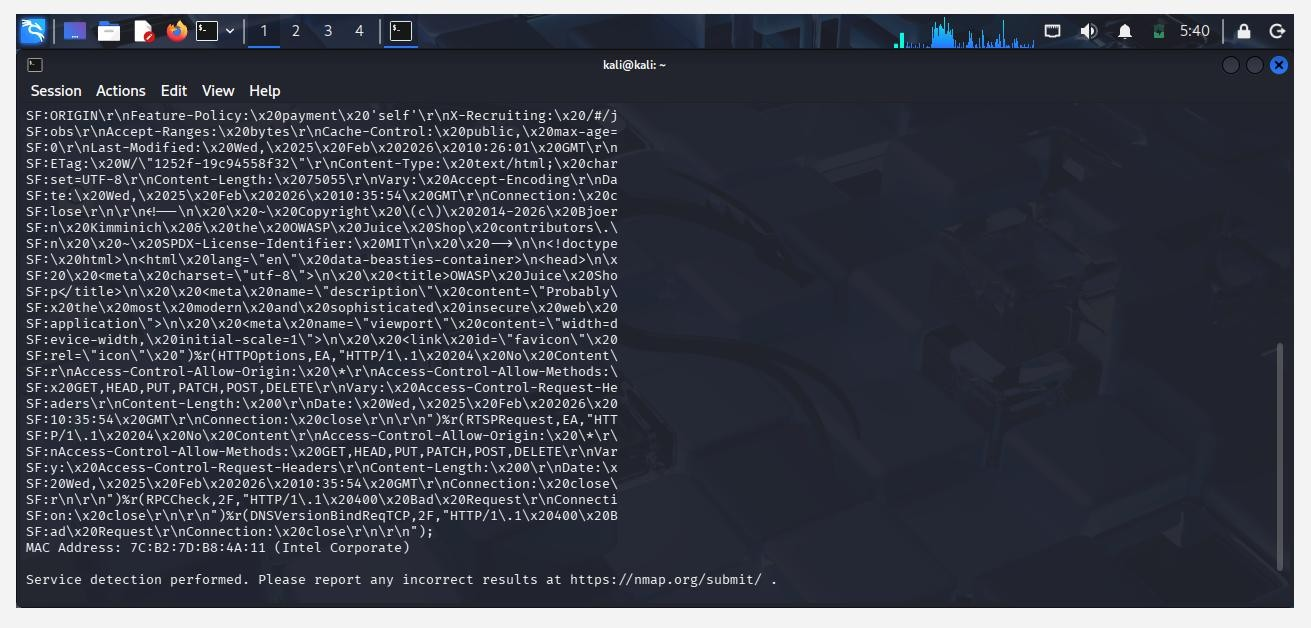 1 2 3 4 5:40
kali@kali: ~
Session Actions Edit View Help
SF:ORIGIN\r\nFeature-Policy:\x20payment\x20'self'\r\nX-Recruiting:\x20/#/j
SF:obs\r\nAccept-Ranges:\x20bytes\r\nCache-Control:\x20public,\x20max-age=
SF:0\r\nLast-Modified:\x20Wed,\x2025\x20Feb\x202026\x2010:26:01\x20GMT\r\n
SF:ETag:\x20W/\"1252f-19c94558f32\"\r\nContent-Type:\x20text/html;\x20char
SF:set=UTF-8\r\nContent-Length:\x2075055\r\nVary:\x20Accept-Encoding\r\nDa
SF:te:\x20Wed,\x2025\x20Feb\x202026\x2010:35:54\x20GMT\r\nConnection:\x20c
SF:lose\r\n\r\n<!--\n\x20\x20~\x20Copyright\x20\(c\)\x202014-2026\x20Bjoer
SF:n\x20Kimminich\x20&\x20the\x20OWASP\x20Juice\x20Shop\x20contributors\.\
SF:n\x20\x20~\x20SPDX-License-Identifier:\x20MIT\n\x20\x20-->\n\n<!doctype
SF:\x20html>\n<html\x20lang=\"en\"\x20data-beasties-container>\n<head>\n\x
SF:20\x20<meta\x20charset=\"utf-8\">\n\x20\x20<title>OWASP\x20Juice\x20Sho
SF:p</title>\n\x20\x20<meta\x20name=\"description\"\x20content=\"Probably\
SF:x20the\x20most\x20modern\x20and\x20sophisticated\x20insecure\x20web\x20
SF:application\">\n\x20\x20<meta\x20name=\"viewport\"\x20content=\"width=d
SF:evice-width,\x20initial-scale=1\">\n\x20\x20<link\x20id=\"favicon\"\x20
SF:rel=\"icon\"\x20")%r(HTTPOptions,EA,"HTTP/1\.1\x20204\x20No\x20Content\
SF:r\nAccess-Control-Allow-Origin:\x20\*\r\nAccess-Control-Allow-Methods:\
SF:x20GET,HEAD,PUT,PATCH,POST,DELETE\r\nVary:\x20Access-Control-Request-He
SF:aders\r\nContent-Length:\x200\r\nDate:\x20Wed,\x2025\x20Feb\x202026\x20
SF:10:35:54\x20GMT\r\nConnection:\x20close\r\n\r\n")%r(RTSPRequest,EA,"HTT
SF:P/1\.1\x20204\x20No\x20Content\r\nAccess-Control-Allow-Origin:\x20\*\r\
SF:nAccess-Control-Allow-Methods:\x20GET,HEAD,PUT,PATCH,POST,DELETE\r\nVar
SF:y:\x20Access-Control-Request-Headers\r\nContent-Length:\x200\r\nDate:\x
SF:20Wed,\x2025\x20Feb\x202026\x2010:35:54\x20GMT\r\nConnection:\x20close\
SF:r\n\r\n")%r(RPCCheck,2F,"HTTP/1\.1\x20400\x20Bad\x20Request\r\nConnecti
SF:on:\x20close\r\n\r\n")%r(DNSVersionBindReqTCP,2F,"HTTP/1\.1\x20400\x20B
SF:ad\x20Request\r\nConnection:\x20close\r\n\r\n");
MAC Address: 7C:B2:7D:B8:4A:11 (Intel Corporate)
Service detection performed. Please report any incorrect results at https://nmap.org/submit/ .